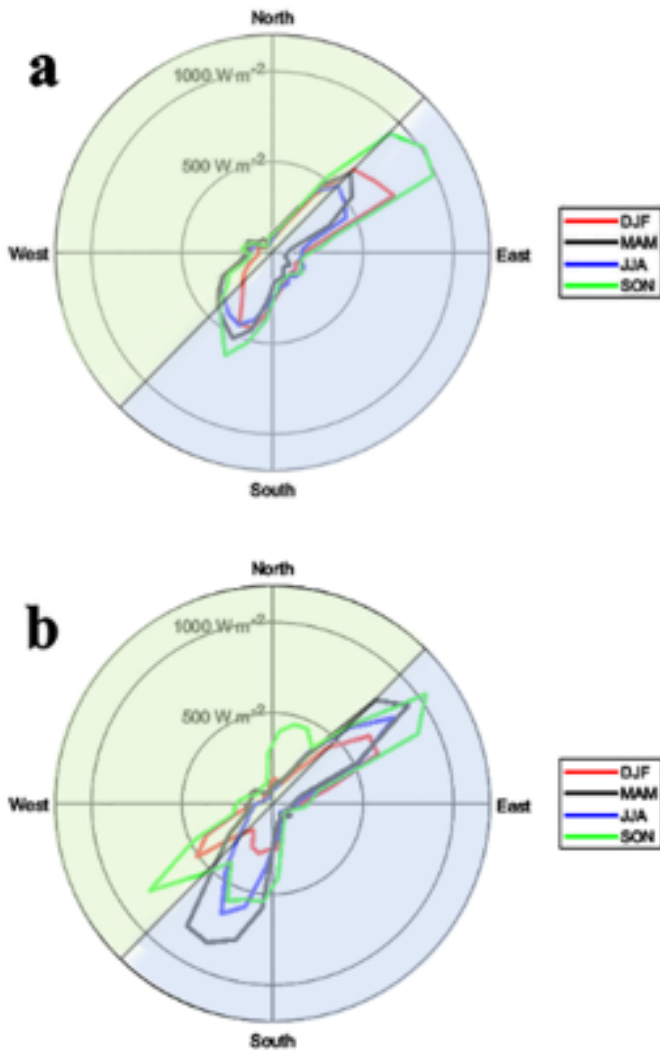 a
North
1000 W·m⁻²
500 W·m⁻²
West
East
South
DJF
MAM
JJA
SON
b
North
1000 W·m⁻²
500 W·m⁻²
West
East
South
DJF
MAM
JJA
SON